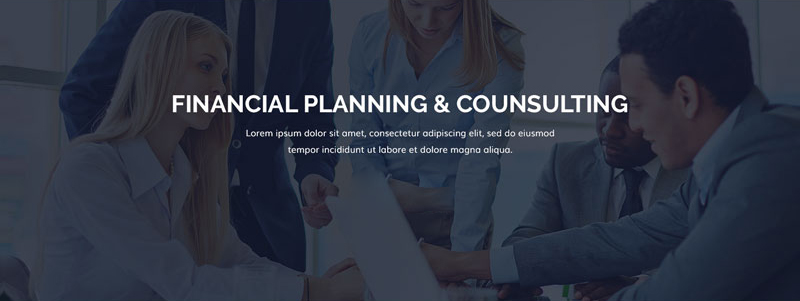 FINANCIAL PLANNING & COUNSULTING
Lorem ipsum dolor sit amet, consectetur adipiscing elit, sed do eiusmod
tempor incididunt ut labore et dolore magna aliqua.